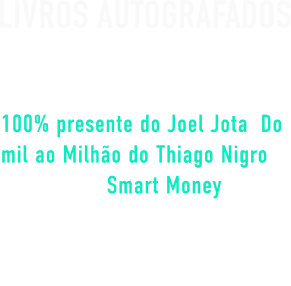 LIVROS AUTOGRAFADOS
100% presente do Joel Jota Do
mil ao Milhão do Thiago Nigro
Smart Money